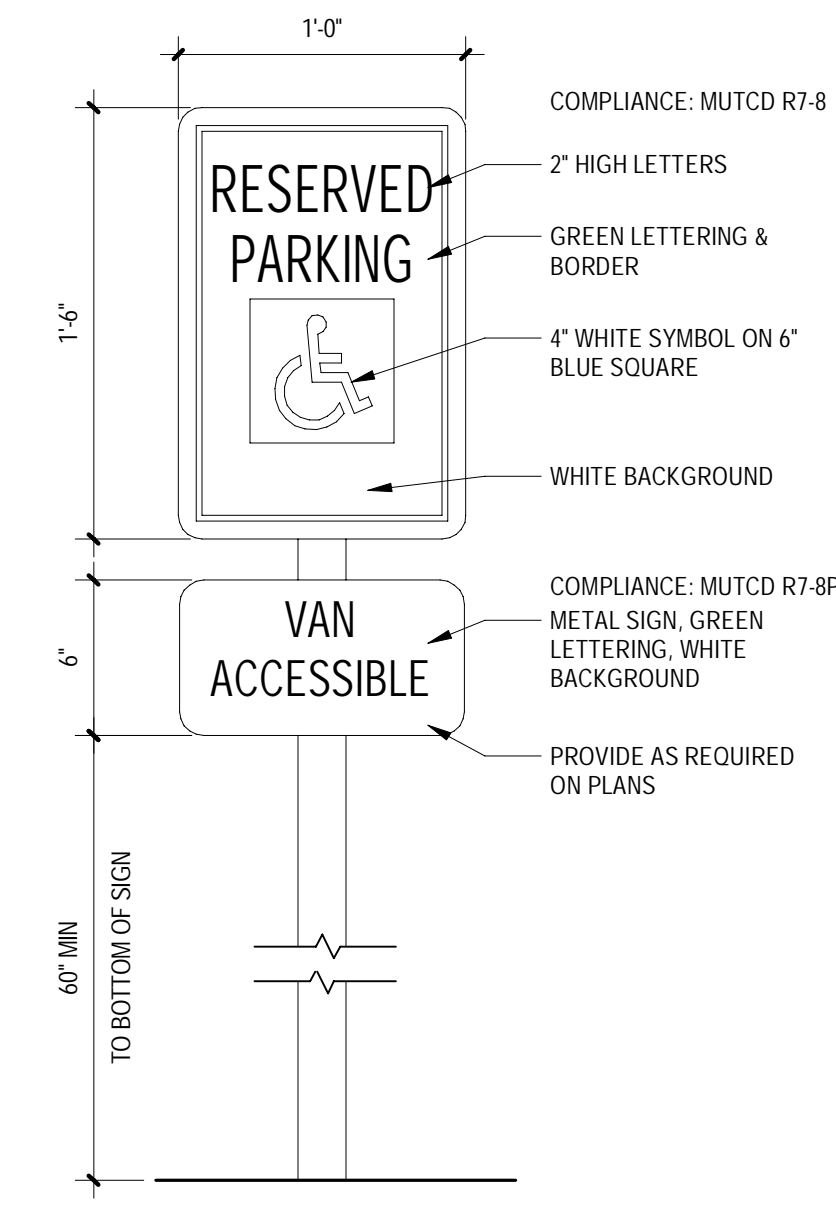 1'-0"
COMPLIANCE: MUTCD R7-8
RESERVED
PARKING
2" HIGH LETTERS
GREEN LETTERING &
BORDER
1'-6"
4" WHITE SYMBOL ON 6"
BLUE SQUARE
WHITE BACKGROUND
COMPLIANCE: MUTCD R7-8P
VAN
ACCESSIBLE
METAL SIGN, GREEN
LETTERING, WHITE
BACKGROUND
6"
PROVIDE AS REQUIRED
ON PLANS
60" MIN
TO BOTTOM OF SIGN